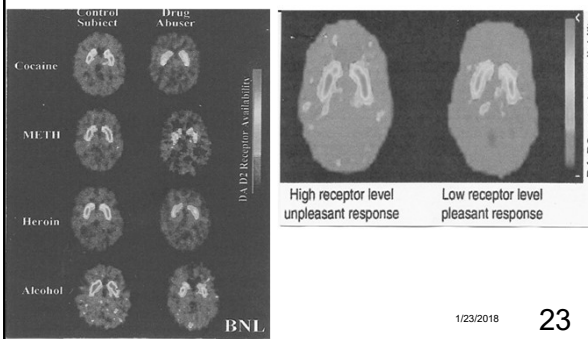 Control
Subject
Drug
Abuser
Cocaine
METH
Heroin
Alcohol
DA D2 Receptor Availability
BNL
High receptor level
unpleasant response
Low receptor level
pleasant response
1/23/2018
23